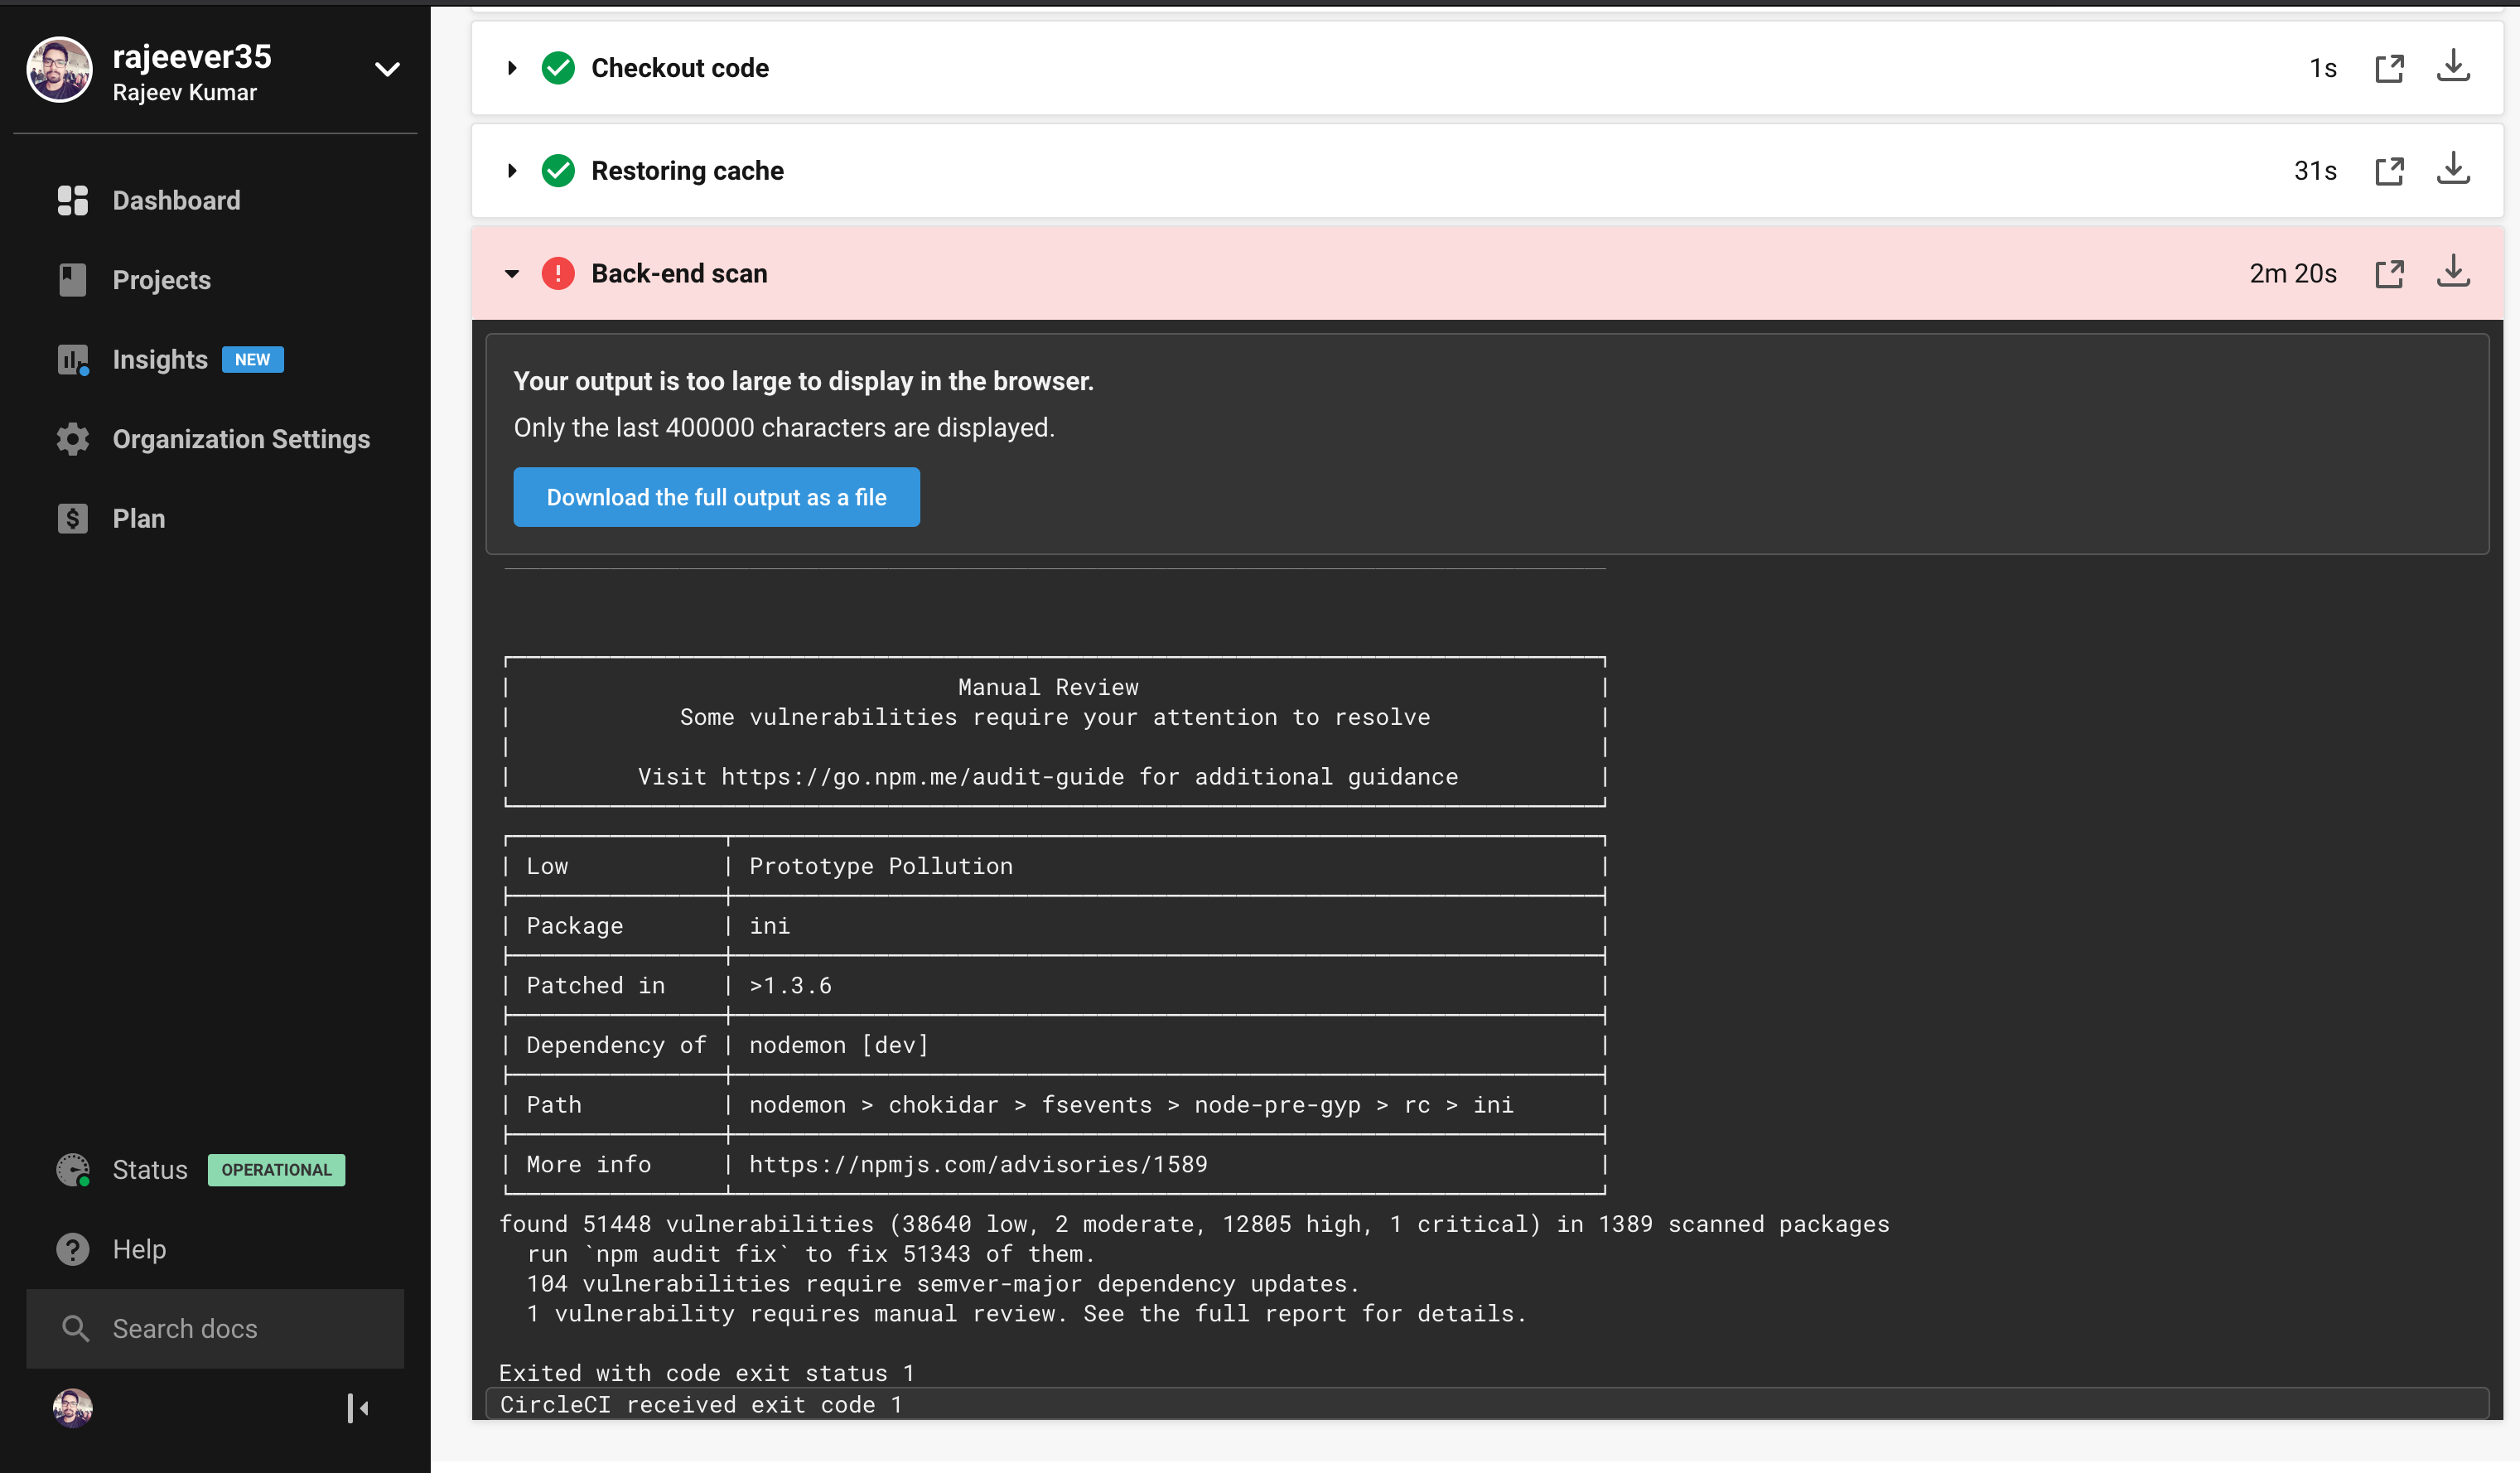 rajeever35
Rajeev Kumar
Dashboard
Projects
Insights NEW
Organization Settings
Plan
Status OPERATIONAL
Help
Search docs
Checkout code 1s
Restoring cache 31s
Back-end scan 2m 20s
Your output is too large to display in the browser.
Only the last 400000 characters are displayed.
Download the full output as a file
Manual Review
Some vulnerabilities require your attention to resolve
Visit https://go.npm.me/audit-guide for additional guidance
Low Prototype Pollution
Package ini
Patched in >1.3.6
Dependency of nodemon [dev]
Path nodemon > chokidar > fsevents > node-pre-gyp > rc > ini
More info https://npmjs.com/advisories/1589
found 51448 vulnerabilities (38640 low, 2 moderate, 12805 high, 1 critical) in 1389 scanned packages
run `npm audit fix` to fix 51343 of them.
104 vulnerabilities require semver-major dependency updates.
1 vulnerability requires manual review. See the full report for details.
Exited with code exit status 1
CircleCI received exit code 1